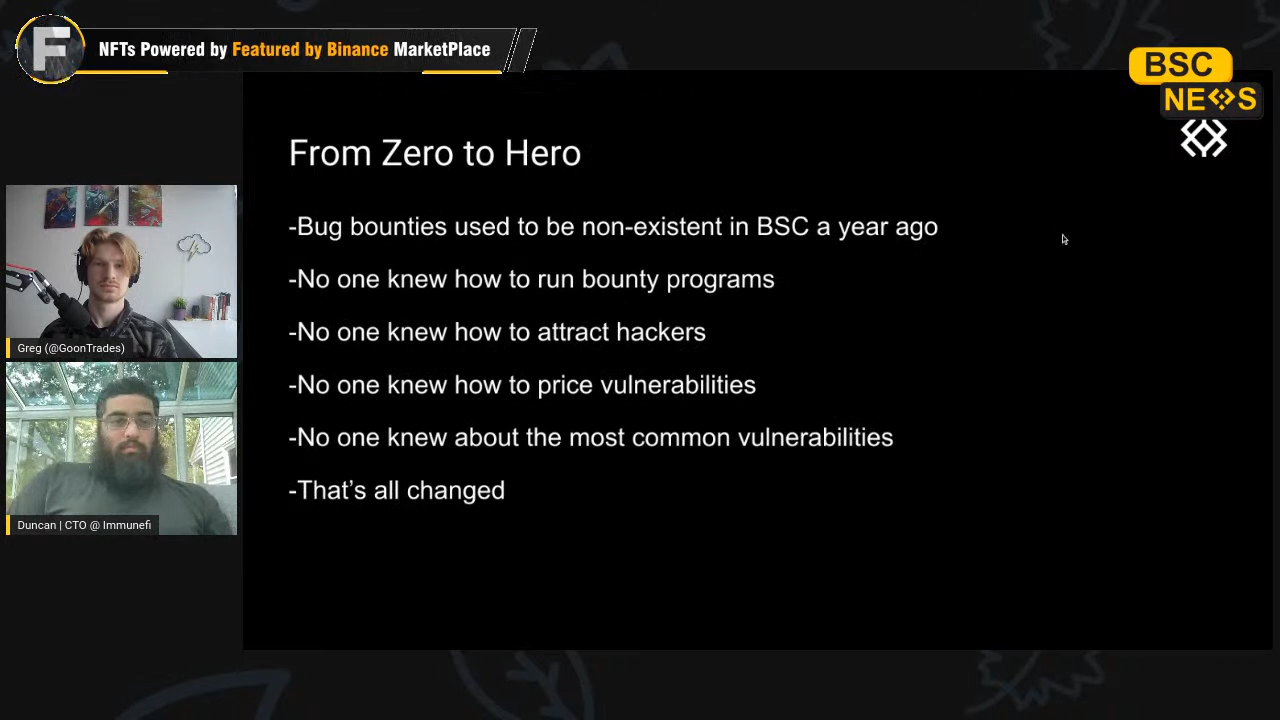 F
NFTs Powered by Featured by Binance MarketPlace
BSC
NEWS
From Zero to Hero
-Bug bounties used to be non-existent in BSC a year ago
-No one knew how to run bounty programs
-No one knew how to attract hackers
-No one knew how to price vulnerabilities
-No one knew about the most common vulnerabilities
-That’s all changed
Greg (@GoonTrades)
Duncan | CTO @ Immunefi